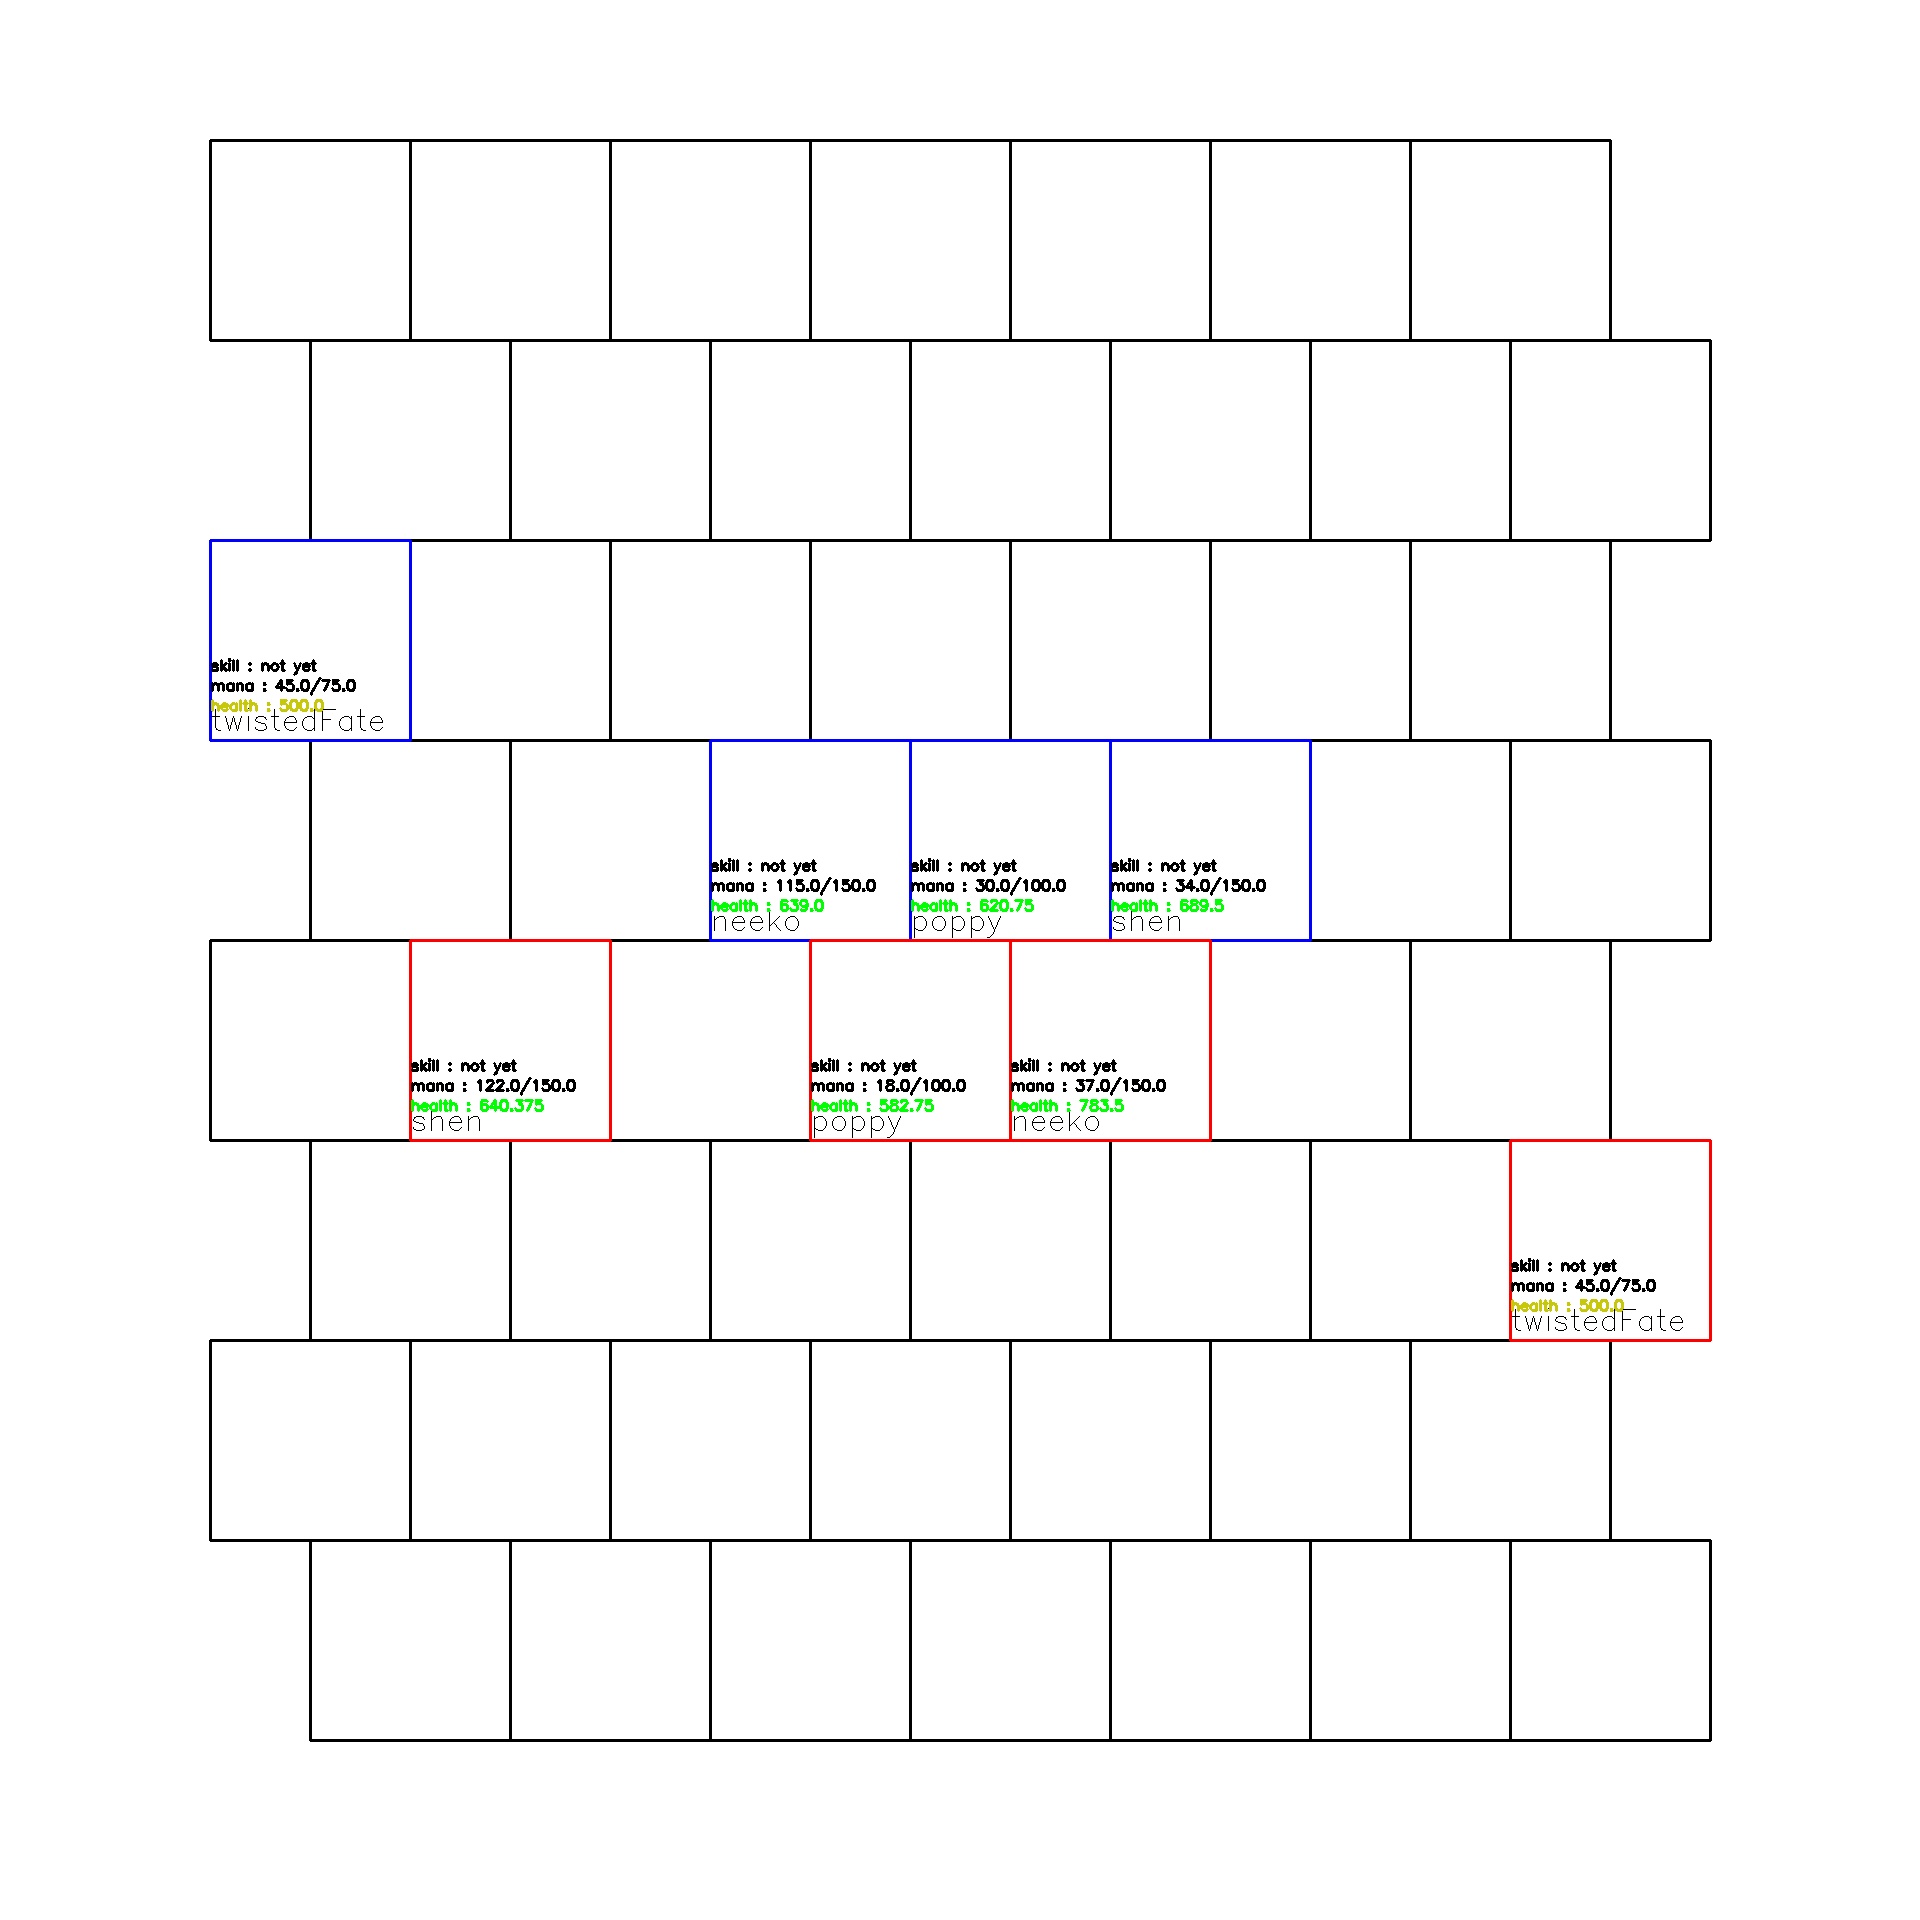 skill : not yet
mana : 45.0/75.0
health : 500.0
twistedFate
skill : not yet
mana : 115.0/150.0
health : 639.0
neeko
skill : not yet
mana : 30.0/100.0
health : 620.75
poppy
skill : not yet
mana : 34.0/150.0
health : 689.5
shen
skill : not yet
mana : 122.0/150.0
health : 640.375
shen
skill : not yet
mana : 18.0/100.0
health : 582.75
poppy
skill : not yet
mana : 37.0/150.0
health : 783.5
neeko
skill : not yet
mana : 45.0/75.0
health : 500.0
twistedFate